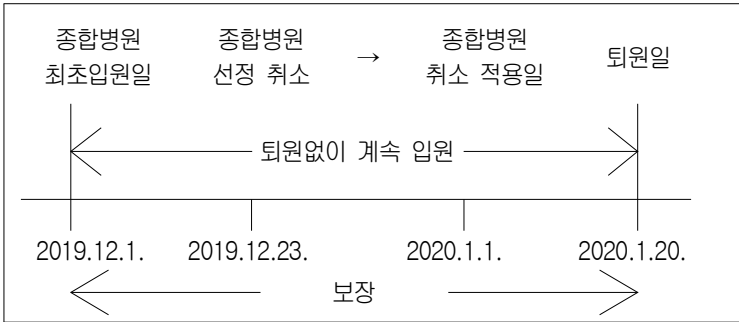 종합병원 최초입원일
종합병원 선정 취소
→
종합병원 취소 적용일
퇴원일
퇴원없이 계속 입원
2019.12.1. 2019.12.23. 2020.1.1. 2020.1.20.
보장